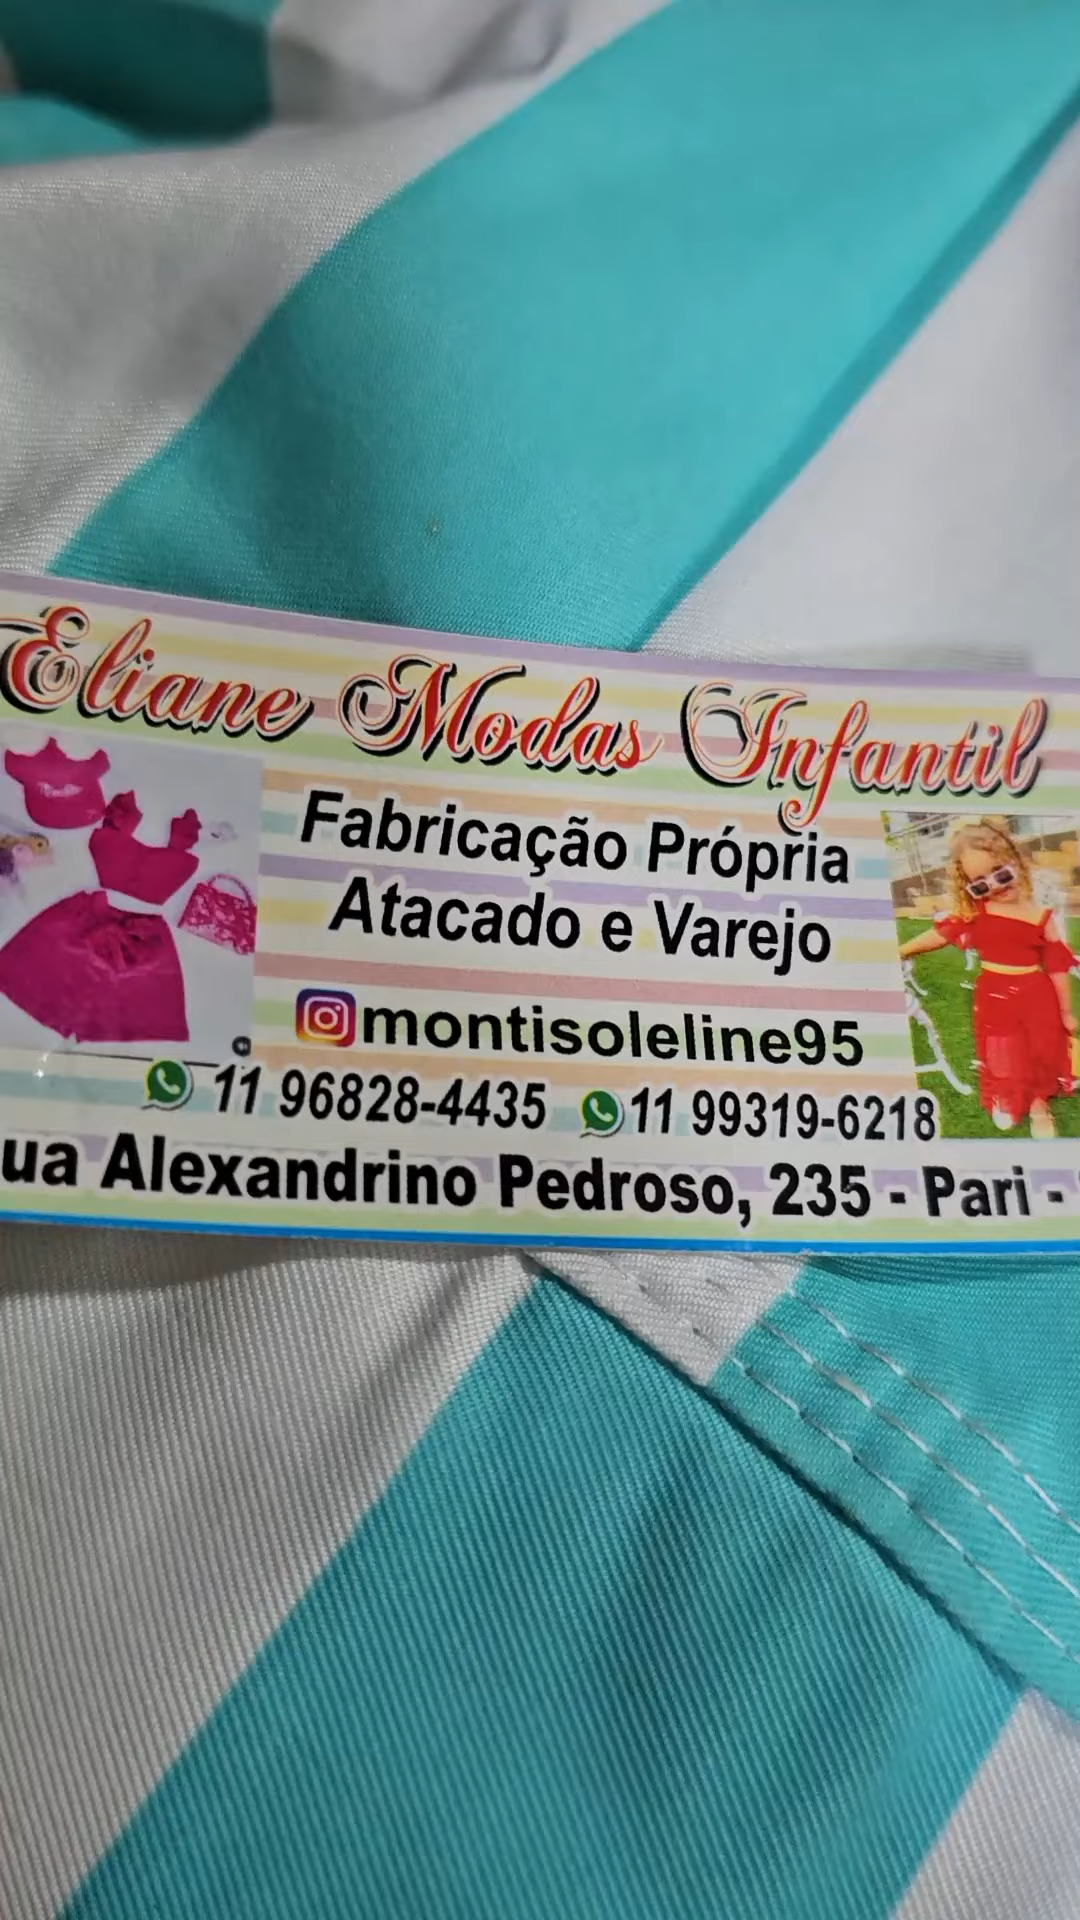 Eliane Modas Infantil
Fabricação Própria
Atacado e Varejo
montisoleline95
11 96828-4435 11 99319-6218
ua Alexandrino Pedroso, 235 - Pari -